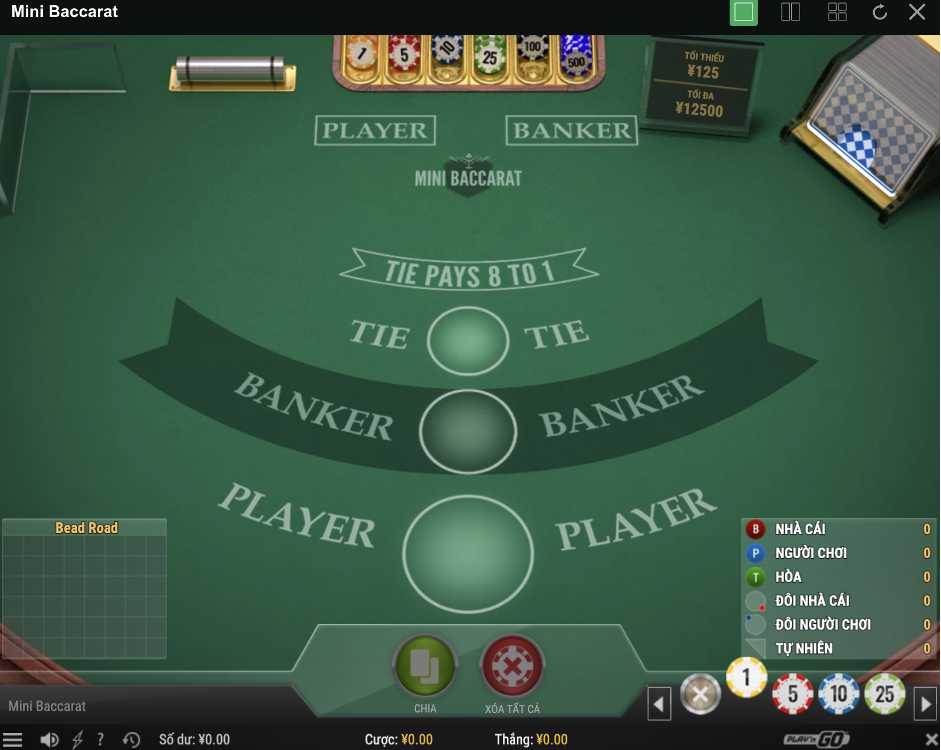 Mini Baccarat
1
5
10
25
100
500
TỐI THIỂU
¥125
TỐI ĐA
¥12500
PLAYER
BANKER
MINI BACCARAT
TIE PAYS 8 TO 1
TIE TIE
BANKER BANKER
PLAYER PLAYER
Bead Road
B NHÀ CÁI 0
P NGƯỜI CHƠI 0
T HÒA 0
ĐÔI NHÀ CÁI 0
ĐÔI NGƯỜI CHƠI 0
TỰ NHIÊN 0
CHIA
XÓA TẤT CẢ
1
5
10
25
Mini Baccarat
? Số dư: ¥0.00 Cược: ¥0.00 Thắng: ¥0.00 PLAY'n GO